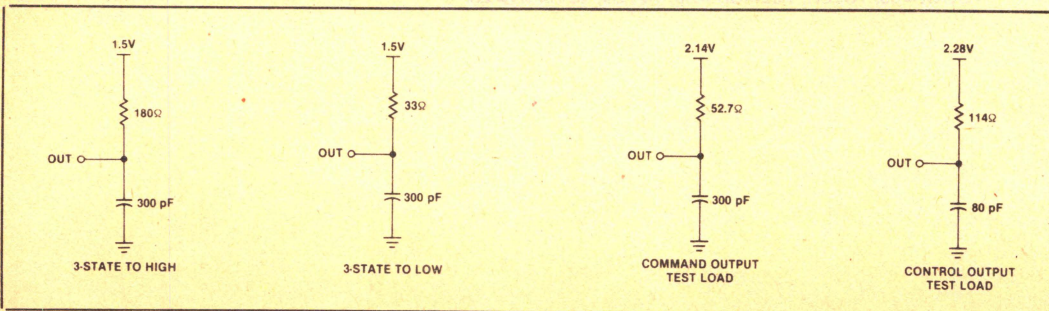 1.5V
180Ω
OUT
300 pF
3-STATE TO HIGH
1.5V
33Ω
OUT
300 pF
3-STATE TO LOW
2.14V
52.7Ω
OUT
300 pF
COMMAND OUTPUT
TEST LOAD
2.28V
114Ω
OUT
80 pF
CONTROL OUTPUT
TEST LOAD